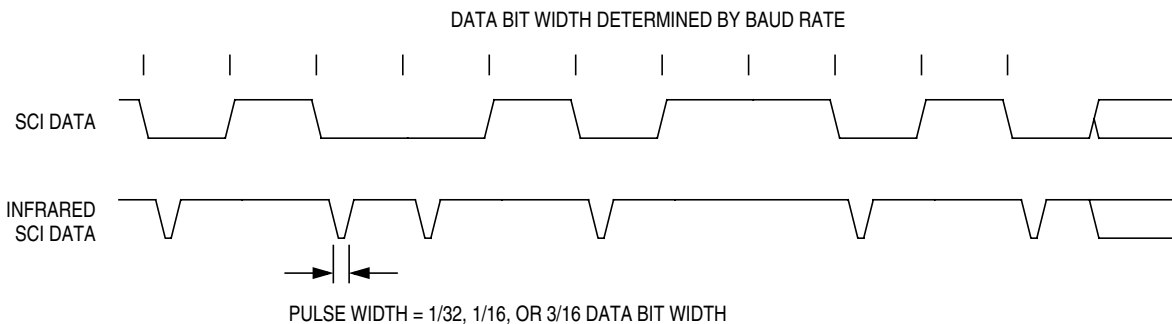 DATA BIT WIDTH DETERMINED BY BAUD RATE
SCI DATA
INFRARED
SCI DATA
PULSE WIDTH = 1/32, 1/16, OR 3/16 DATA BIT WIDTH